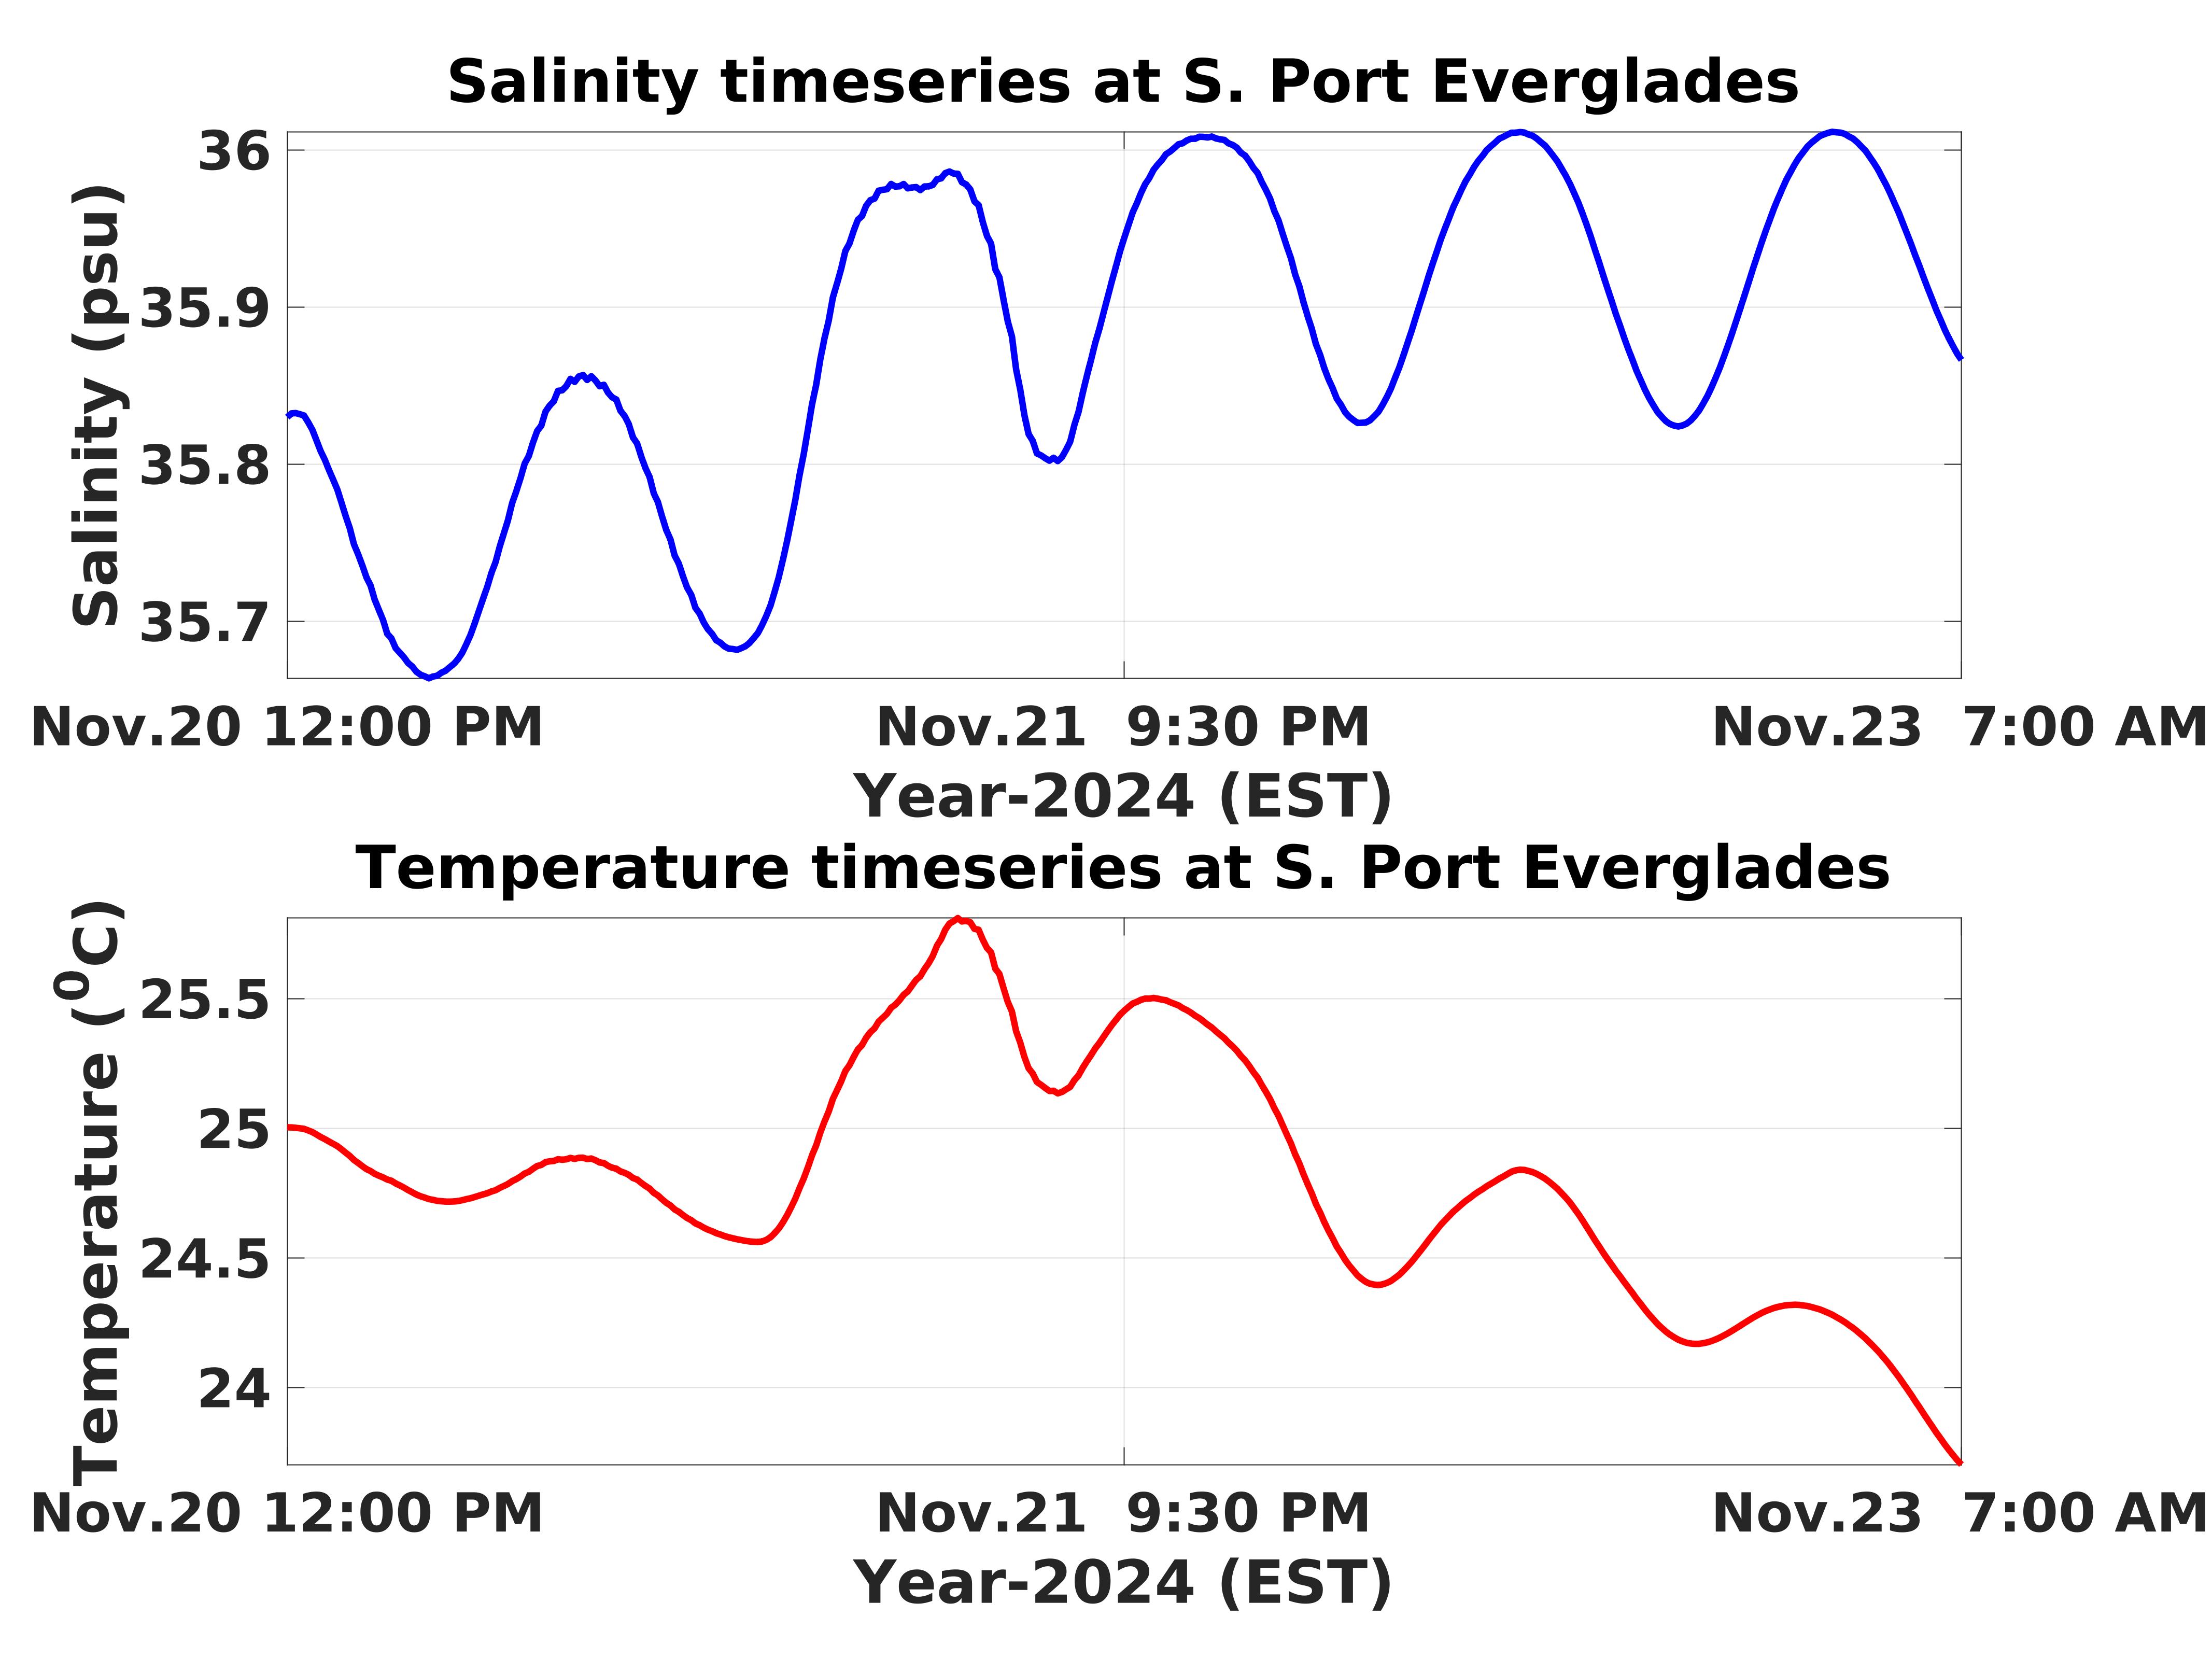 Salinity timeseries at S. Port Everglades
Salinity (psu)
36
35.9
35.8
35.7
Nov.20 12:00 PM Nov.21 9:30 PM Nov.23 7:00 AM
Year-2024 (EST)
Temperature timeseries at S. Port Everglades
Temperature (⁰C)
25.5
25
24.5
24
Nov.20 12:00 PM Nov.21 9:30 PM Nov.23 7:00 AM
Year-2024 (EST)